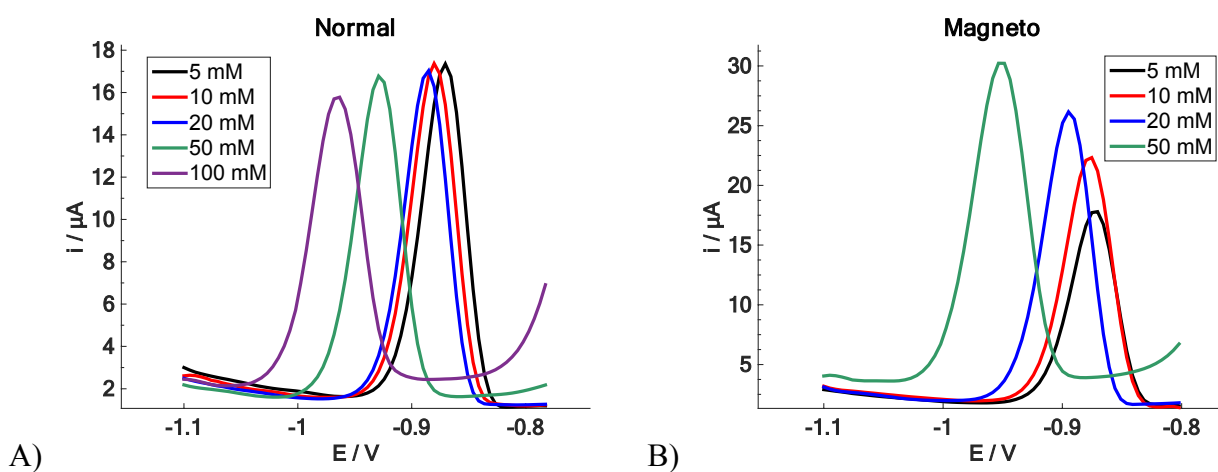 Normal
5 mM
10 mM
20 mM
50 mM
100 mM
18
16
14
12
10
8
6
4
2
i / µA
-1.1
-1
-0.9
-0.8
E / V
A)
Magneto
5 mM
10 mM
20 mM
50 mM
30
25
20
15
10
5
i / µA
-1.1
-1
-0.9
-0.8
E / V
B)